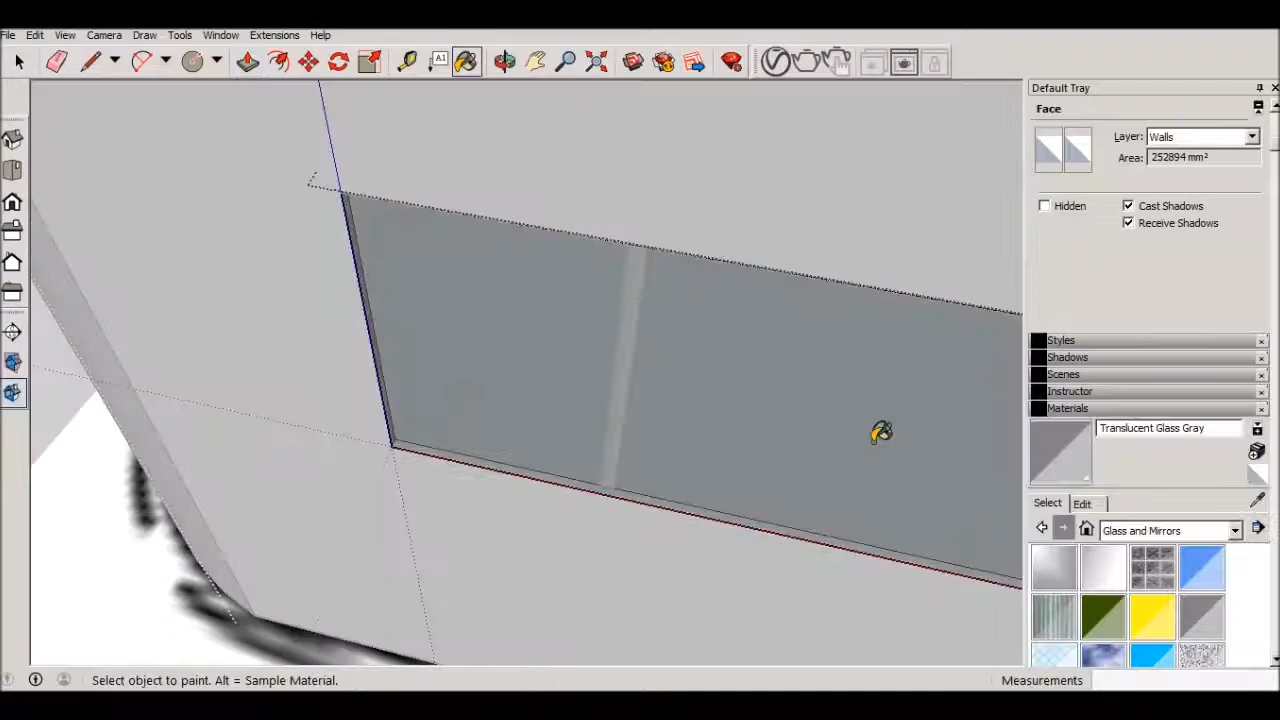 File Edit View Camera Draw Tools Window Extensions Help
A1
Default Tray
Face
Layer: Walls
Area: 252894 mm²
Hidden Cast Shadows
Receive Shadows
Styles
Shadows
Scenes
Instructor
Materials
Translucent Glass Gray
Select Edit
Glass and Mirrors
Select object to paint. Alt = Sample Material.
Measurements